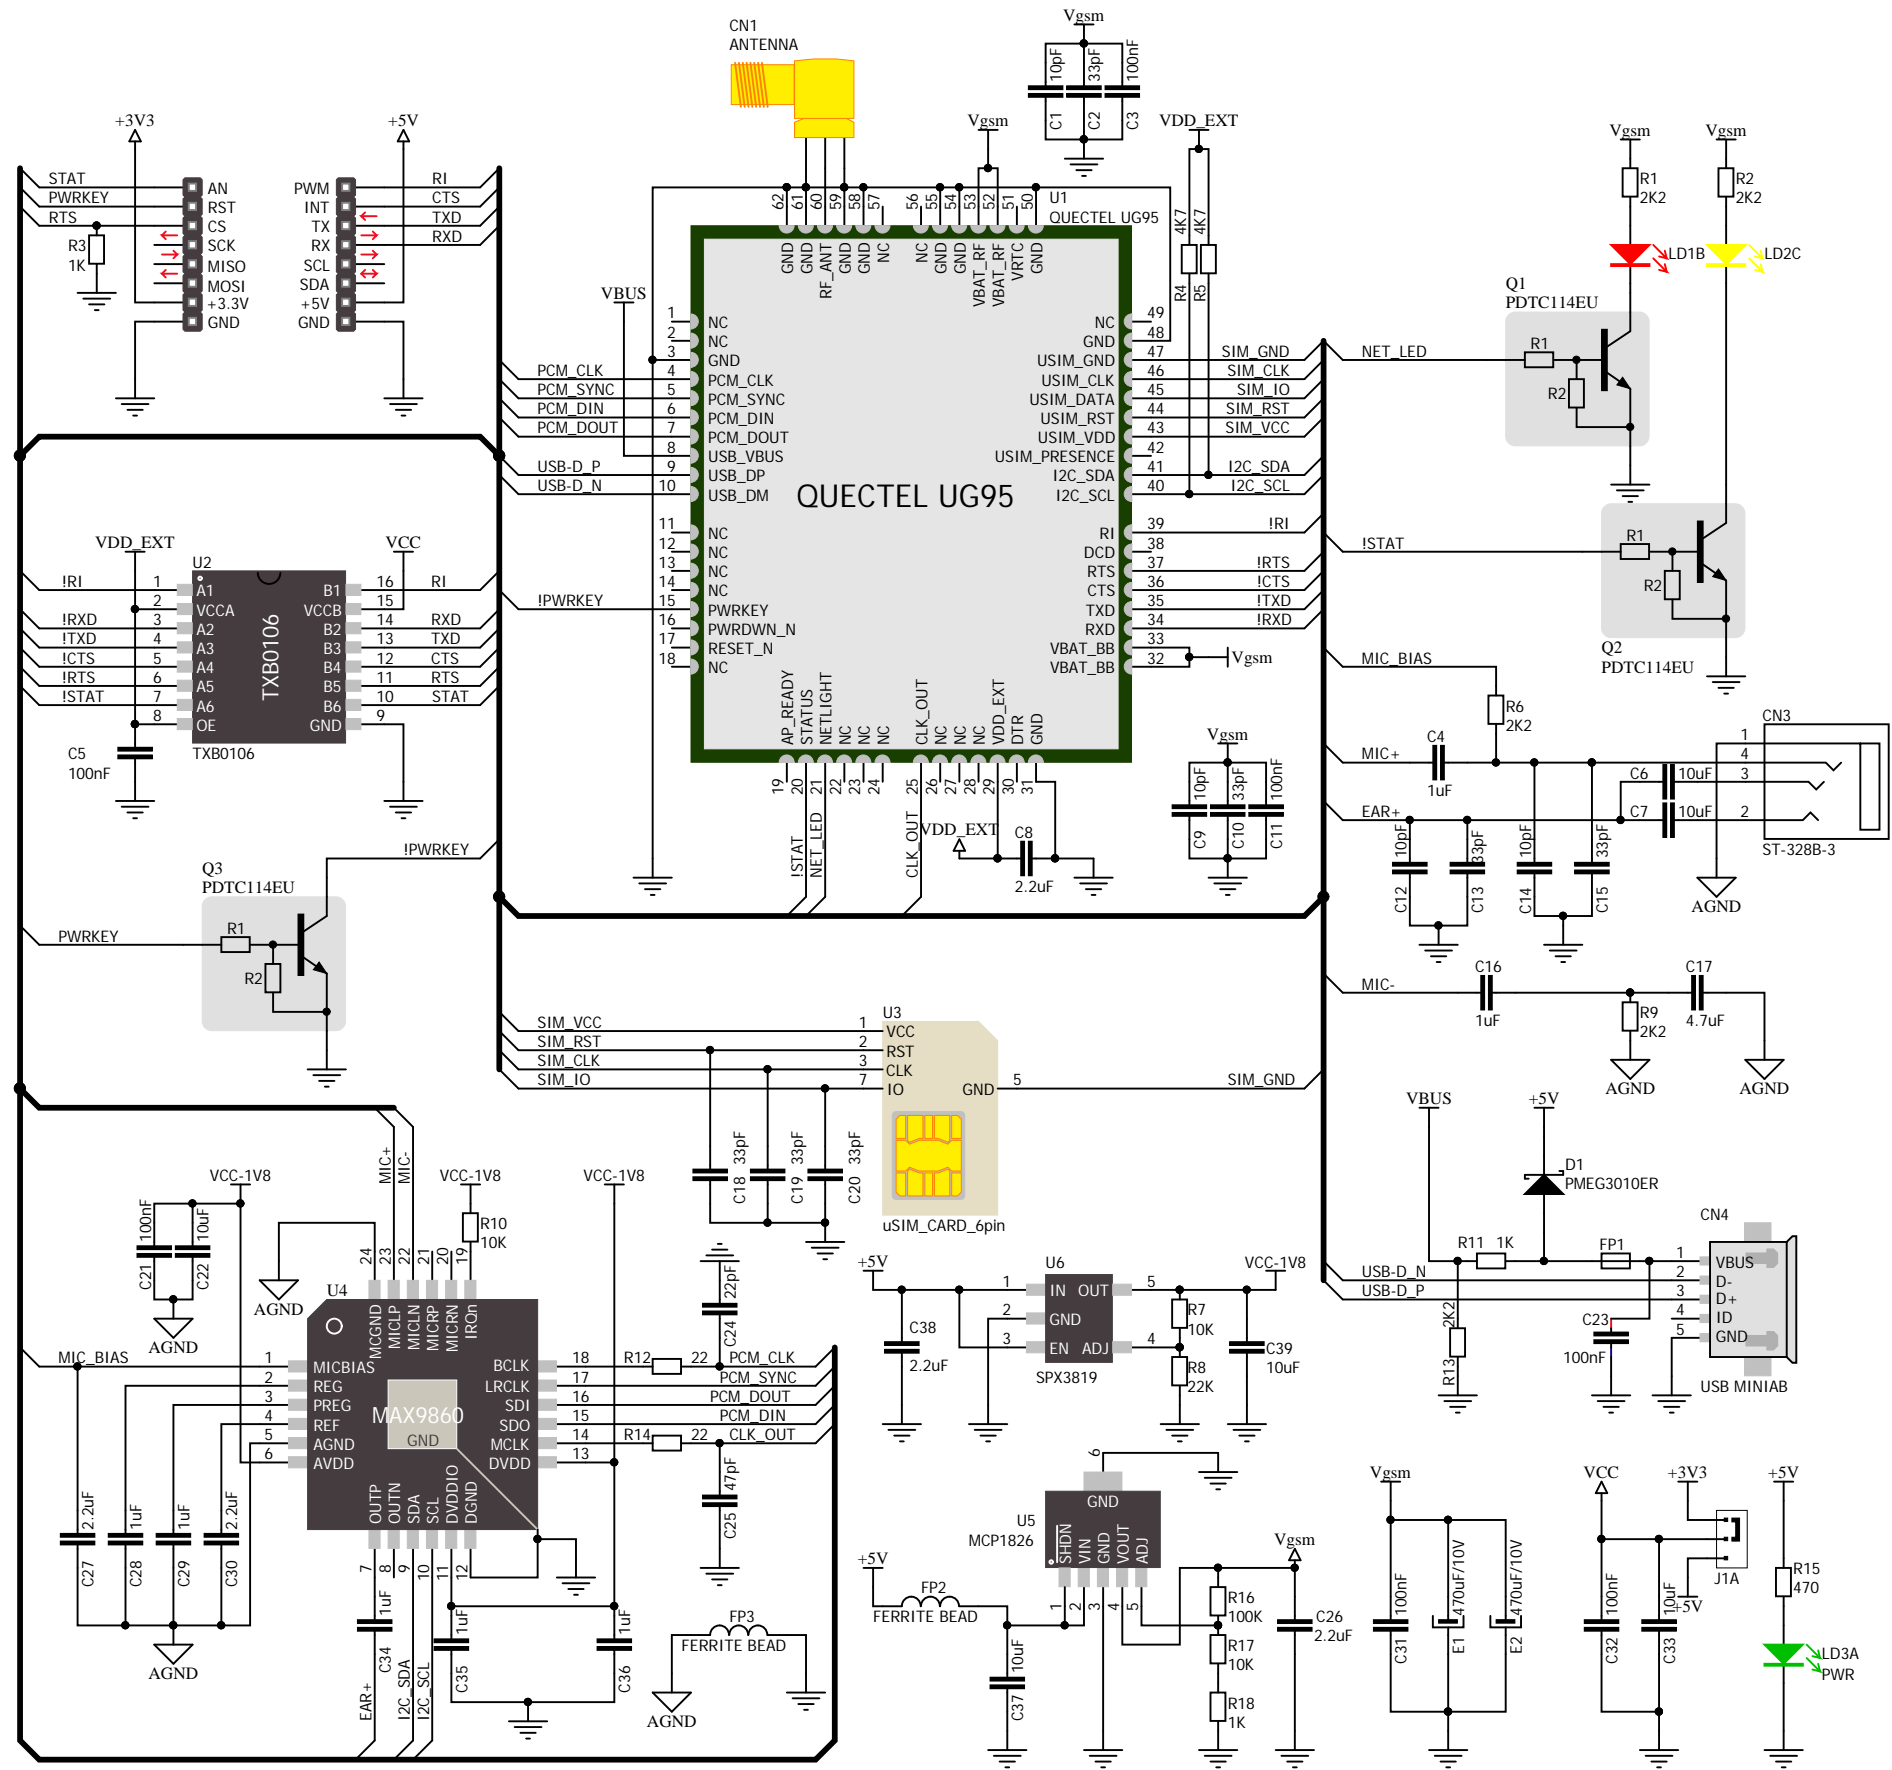 CN1
ANTENNA
Vgsm
10pF
33pF
100nF
C1
C2
C3
+3V3
+5V
STAT
PWRKEY
RTS
R3
1K
AN
RST
CS
SCK
MISO
MOSI
+3.3V
GND
PWM
INT
TX
RX
SCL
SDA
+5V
GND
RI
CTS
TXD
RXD
Vgsm
VDD_EXT
4K7
4K7
R4
R5
U1
QUECTEL UG95
62
61
60
59
58
57
56
55
54
53
52
51
50
GND
GND
RF_ANT
GND
GND
NC
NC
GND
GND
VBAT_RF
VBAT_RF
VRTC
GND
VBUS
PCM_CLK
PCM_SYNC
PCM_DIN
PCM_DOUT
USB-D_P
USB-D_N
!PWRKEY
1 NC
2 NC
3 GND
4 PCM_CLK
5 PCM_SYNC
6 PCM_DIN
7 PCM_DOUT
8 USB_VBUS
9 USB_DP
10 USB_DM
11 NC
12 NC
13 NC
14 NC
15 PWRKEY
16 PWRDWN_N
17 RESET_N
18 NC
QUECTEL UG95
NC 49
GND 48
USIM_GND 47 SIM_GND
USIM_CLK 46 SIM_CLK
USIM_DATA 45 SIM_IO
USIM_RST 44 SIM_RST
USIM_VDD 43 SIM_VCC
USIM_PRESENCE 42
I2C_SDA 41 I2C_SDA
I2C_SCL 40 I2C_SCL
RI 39 !RI
DCD 38
RTS 37 !RTS
CTS 36 !CTS
TXD 35 !TXD
RXD 34 !RXD
VBAT_BB 33
VBAT_BB 32
Vgsm
AP_READY
STATUS
NETLIGHT
NC
NC
NC
CLK_OUT
NC
NC
NC
VDD_EXT
DTR
GND
19
20
21
22
23
24
25
26
27
28
29
30
31
!STAT
NET_LED
CLK_OUT
VDD_EXT
C8
2.2uF
Vgsm
10pF
33pF
100nF
C9
C10
C11
Vgsm
R1
2K2
LD1B
Vgsm
R2
2K2
LD2C
Q1
PDTC114EU
NET_LED
R1
R2
!STAT
R1
R2
Q2
PDTC114EU
VDD_EXT
VCC
U2
!RI 1 A1
2 VCCA
!RXD 3 A2
!TXD 4 A3
!CTS 5 A4
!RTS 6 A5
!STAT 7 A6
8 OE
TXB0106
B1 16 RI
VCCB 15
B2 14 RXD
B3 13 TXD
B4 12 CTS
B5 11 RTS
B6 10 STAT
GND 9
TXB0106
C5
100nF
Q3
PDTC114EU
!PWRKEY
PWRKEY
R1
R2
MIC_BIAS
R6
2K2
MIC+
C4
1uF
EAR+
10pF
33pF
10pF
33pF
C12
C13
C14
C15
C6
10uF
C7
10uF
CN3
1
4
3
2
ST-328B-3
AGND
MIC-
C16
1uF
R9
2K2
C17
4.7uF
AGND
AGND
SIM_VCC
SIM_RST
SIM_CLK
SIM_IO
U3
1 VCC
2 RST
3 CLK
7 IO
GND 5
SIM_GND
uSIM_CARD_6pin
33pF
33pF
33pF
C18
C19
C20
VBUS
+5V
D1
PMEG3010ER
R11 1K
FP1
R13
2K2
C23
100nF
USB-D_N
USB-D_P
CN4
1 VBUS
2 D-
3 D+
4 ID
5 GND
USB MINIAB
VCC-1V8
100nF
10uF
C21
C22
AGND
AGND
MIC+
MIC-
VCC-1V8
R10
10K
VCC-1V8
U4
24
23
22
21
20
19
MCGND
MICLP
MICLN
MICRP
MICRN
IRQn
MIC_BIAS
1 MICBIAS
2 REG
3 PREG
4 REF
5 AGND
6 AVDD
MAX9860
GND
BCLK 18 R12 22 PCM_CLK
LRCLK 17 PCM_SYNC
SDI 16 PCM_DOUT
SDO 15 PCM_DIN
MCLK 14 R14 22 CLK_OUT
DVDD 13
OUTP
OUTN
SDA
SCL
DVDDIO
DGND
7
8
9
10
11
12
22pF
C24
47pF
C25
2.2uF
1uF
1uF
2.2uF
C27
C28
C29
C30
AGND
1uF
C34
EAR+
I2C_SDA
I2C_SCL
1uF
C35
1uF
C36
FP3
FERRITE BEAD
AGND
+5V
C38
2.2uF
U6
1 IN
2 GND
3 EN
OUT 5
ADJ 4
SPX3819
R7
10K
R8
22K
VCC-1V8
C39
10uF
U5
MCP1826
6
GND
SHDN
VIN
GND
VOUT
ADJ
1
2
3
4
5
+5V
FP2
FERRITE BEAD
10uF
C37
R16
100K
R17
10K
R18
1K
Vgsm
C26
2.2uF
Vgsm
100nF
C31
470uF/10V
E1
470uF/10V
E2
VCC
100nF
C32
10uF
C33
+3V3
+5V
J1A
+5V
R15
470
LD3A
PWR